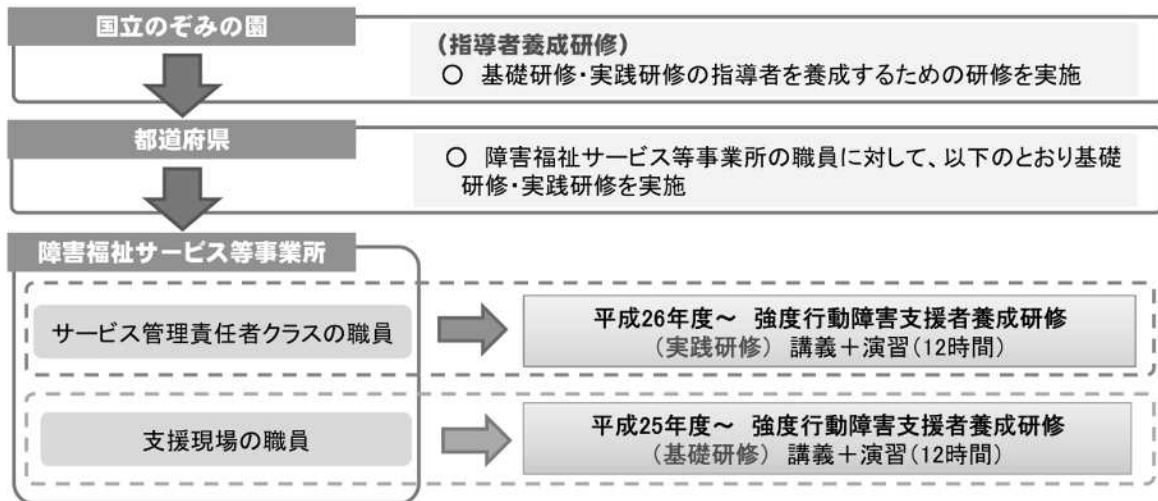 国立のぞみの園
(指導者養成研修)
○ 基礎研修・実践研修の指導者を養成するための研修を実施
都道府県
○ 障害福祉サービス等事業所の職員に対して、以下のとおり基礎
研修・実践研修を実施
障害福祉サービス等事業所
サービス管理責任者クラスの職員
平成26年度～ 強度行動障害支援者養成研修
(実践研修) 講義＋演習(12時間)
支援現場の職員
平成25年度～ 強度行動障害支援者養成研修
(基礎研修) 講義＋演習(12時間)